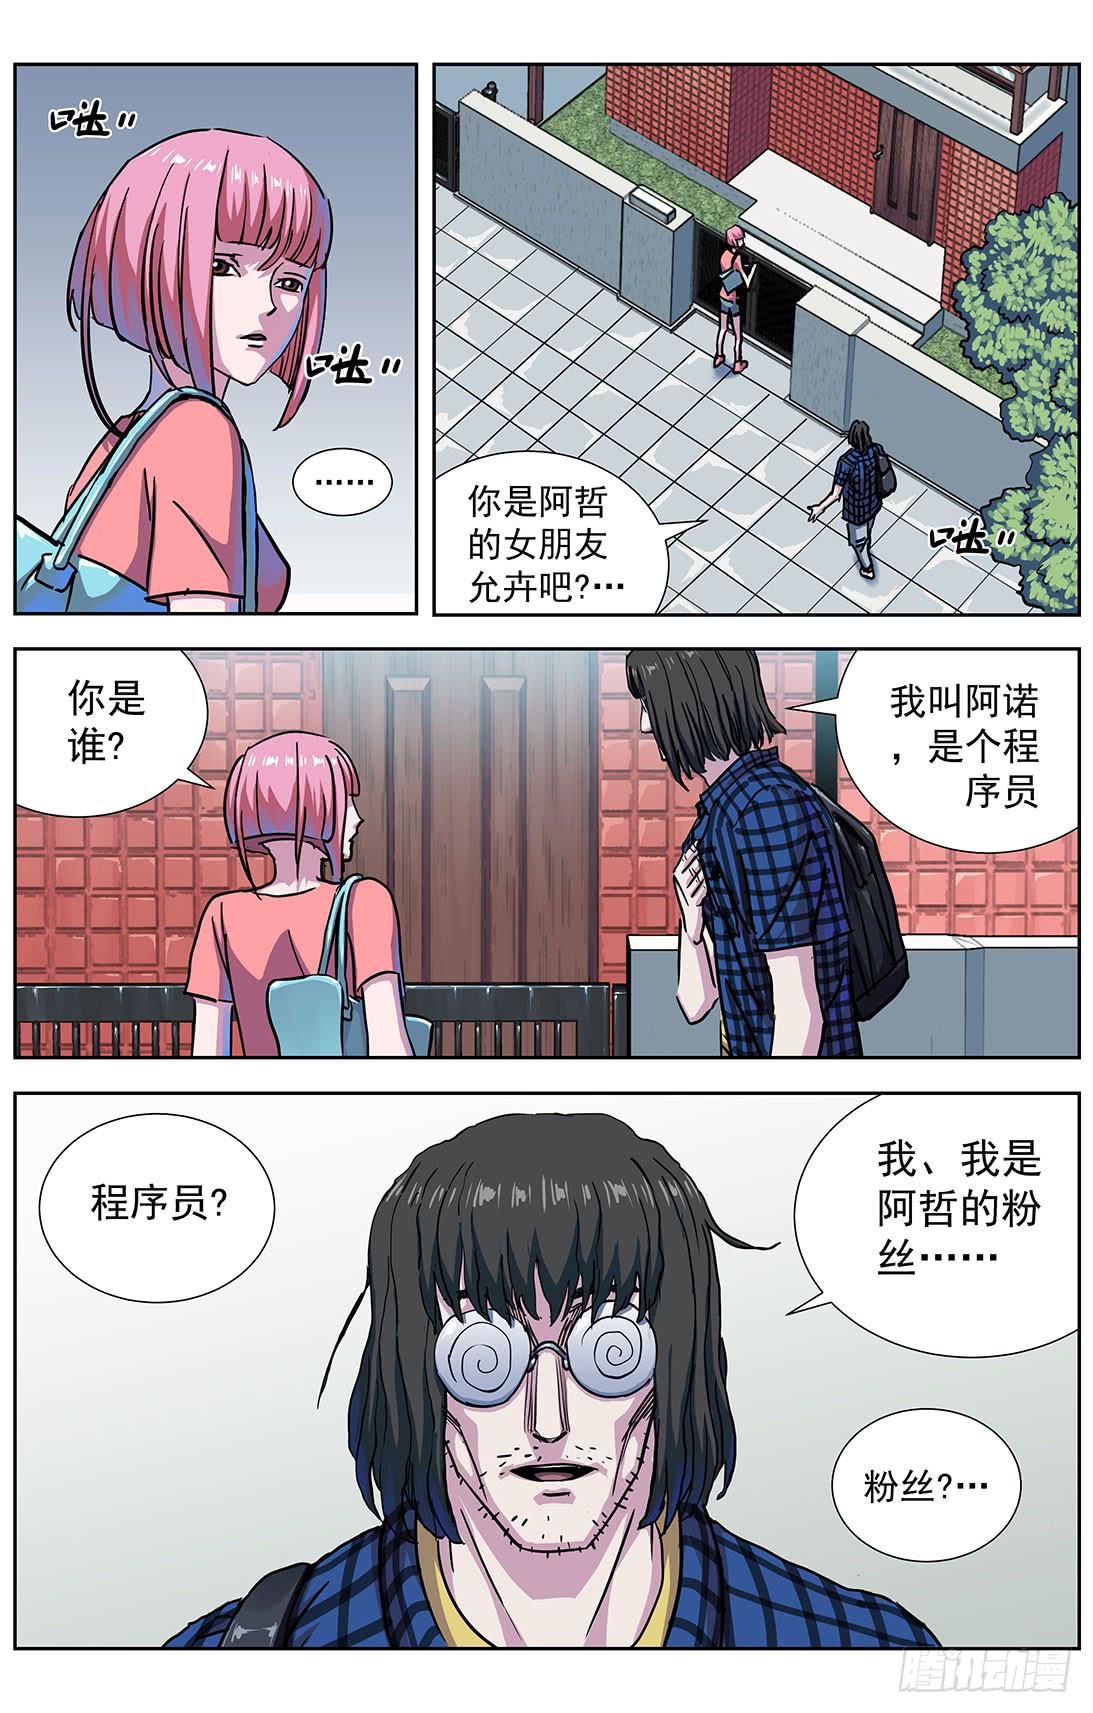 哒
哒
……
你是阿哲
的女朋友
允卉吧?…
哒
你是
谁?
我叫阿诺
，是个程
序员
程序员?
我、我是
阿哲的粉
丝……
粉丝?…
腾讯动漫